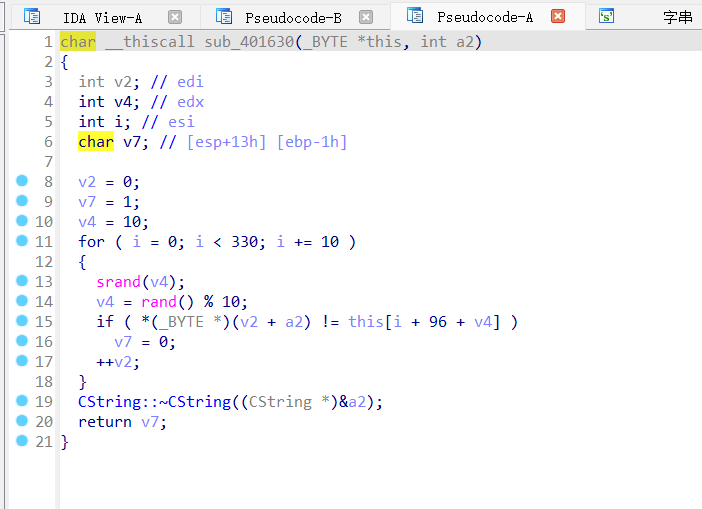 IDA View-A Pseudocode-B Pseudocode-A 's' 字串
1 char __thiscall sub_401630(_BYTE *this, int a2)
2 {
3   int v2; // edi
4   int v4; // edx
5   int i; // esi
6   char v7; // [esp+13h] [ebp-1h]
7
8   v2 = 0;
9   v7 = 1;
10   v4 = 10;
11   for ( i = 0; i < 330; i += 10 )
12   {
13     srand(v4);
14     v4 = rand() % 10;
15     if ( *(_BYTE *)(v2 + a2) != this[i + 96 + v4] )
16       v7 = 0;
17     ++v2;
18   }
19   CString::~CString((CString *)&a2);
20   return v7;
21 }